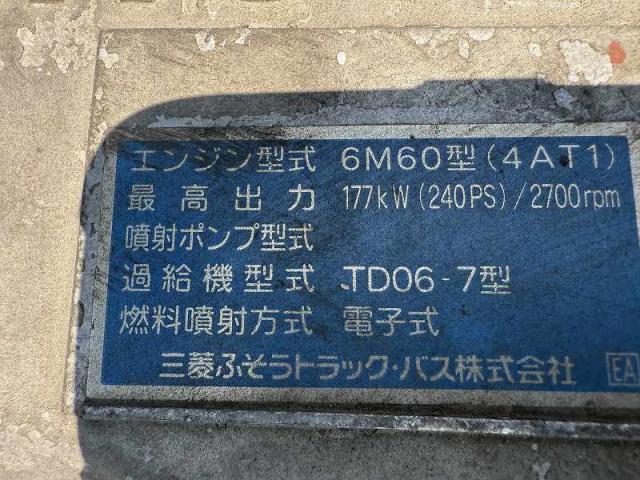 エンジン型式 6M60型(4AT1)
最高出力 177kW(240PS)/2700rpm
噴射ポンプ型式
過給機型式 TD06-7型
燃料噴射方式 電子式
三菱ふそうトラック・バス株式会社 EA